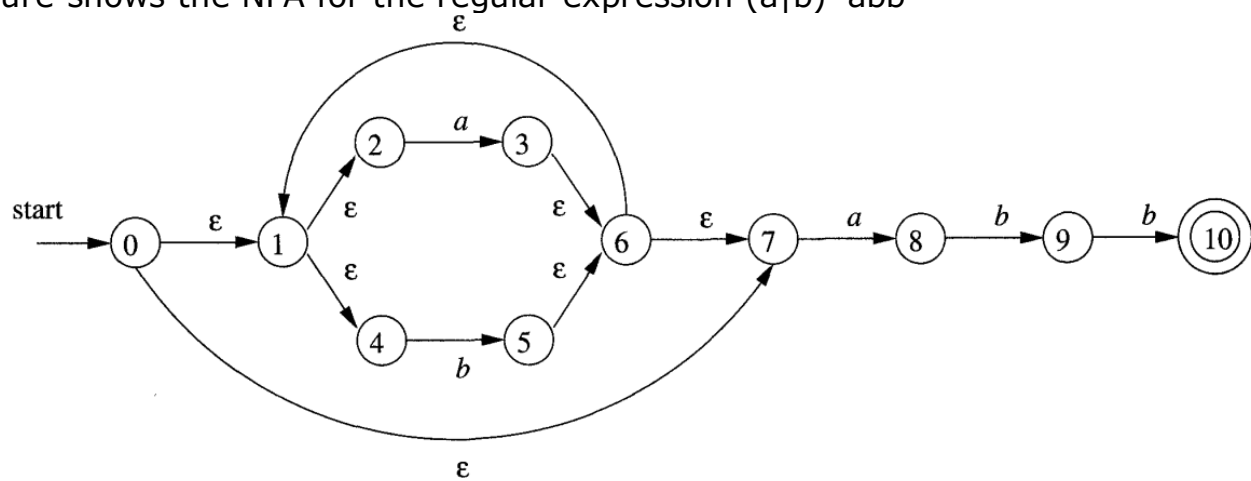 ure shows the NFA for the regular expression (a|b)* abb
ε
2 a 3
start ε ε ε
0 1 6 ε 7 a 8 b 9 b 10
ε ε
4 b 5
ε